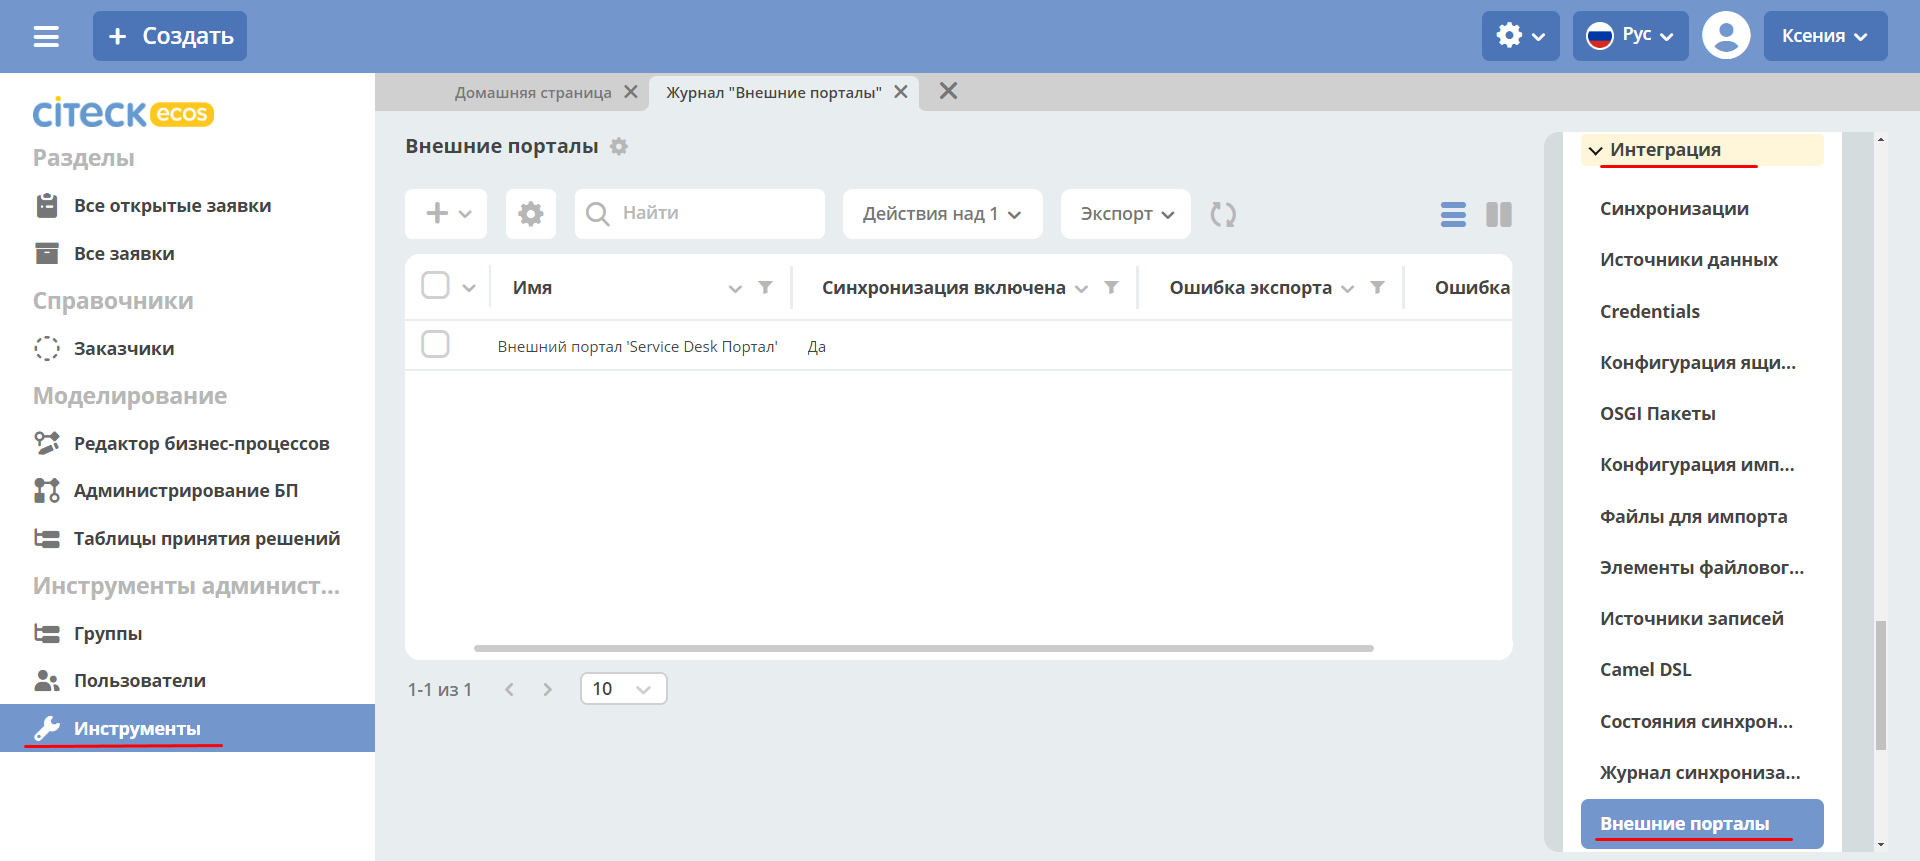 + Создать
Рус
Ксения
citeck ecos
Разделы
Все открытые заявки
Все заявки
Справочники
Заказчики
Моделирование
Редактор бизнес-процессов
Администрирование БП
Таблицы принятия решений
Инструменты админист...
Группы
Пользователи
Инструменты
Домашняя страница
Журнал "Внешние порталы"
Внешние порталы
Найти
Действия над 1
Экспорт
Имя
Синхронизация включена
Ошибка экспорта
Ошибка
Внешний портал 'Service Desk Портал'
Да
1-1 из 1
10
Интеграция
Синхронизации
Источники данных
Credentials
Конфигурация ящи...
OSGI Пакеты
Конфигурация имп...
Файлы для импорта
Элементы файловог...
Источники записей
Camel DSL
Состояния синхрон...
Журнал синхрониза...
Внешние порталы